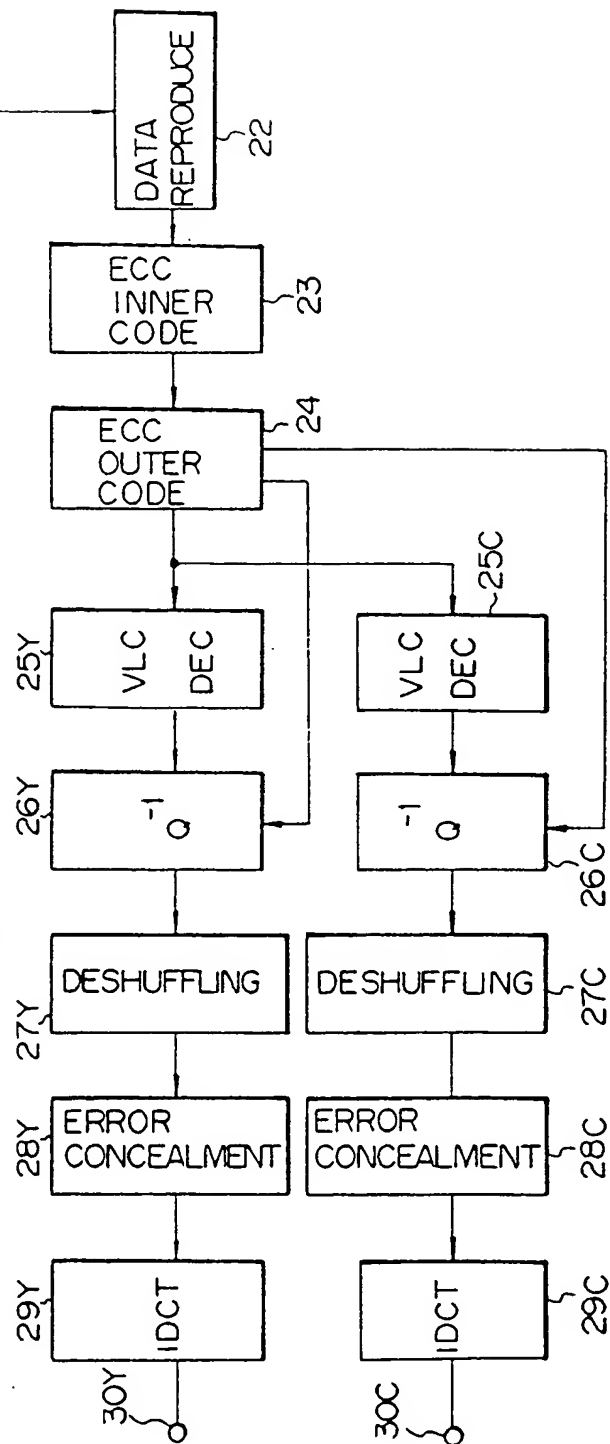 DATA
REPRODUCE
22
ECC
INNER
CODE
23
24
ECC
OUTER
CODE
25Y
VLC
DEC
25C
VLC
DEC
26Y
Q⁻¹
26C
Q⁻¹
27Y
DESHUFFLING
27C
DESHUFFLING
28Y
ERROR
CONCEALMENT
28C
ERROR
CONCEALMENT
29Y
IDCT
29C
IDCT
30Y
30C